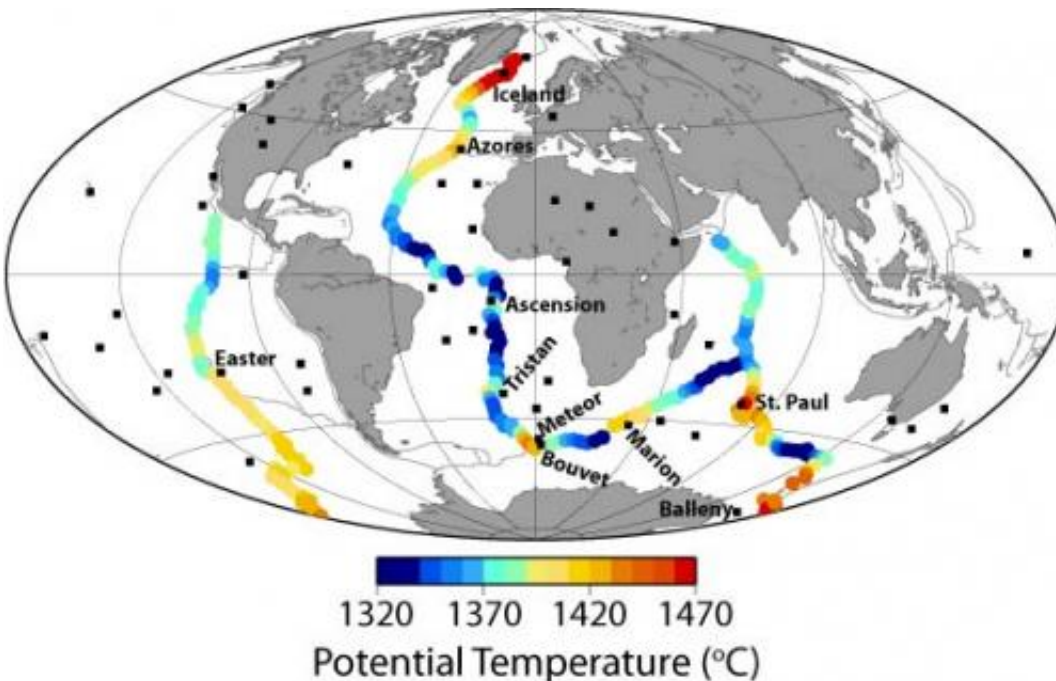 Iceland
Azores
Ascension
Easter
Tristan
St. Paul
Meteor
Marion
Bouvet
Balleny
1320 1370 1420 1470
Potential Temperature (°C)